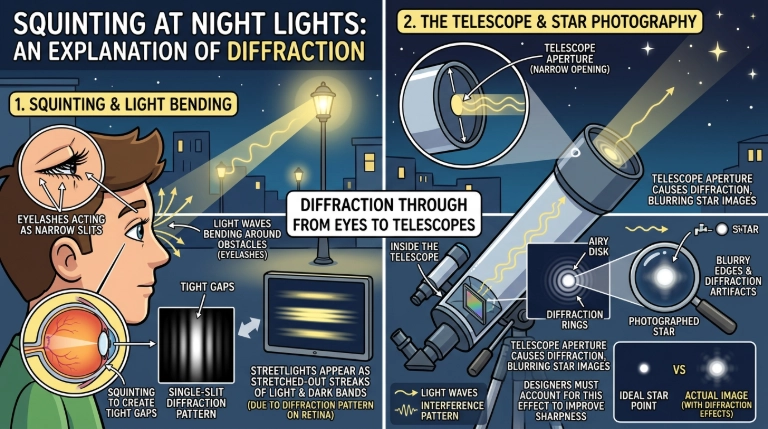 SQUINTING AT NIGHT LIGHTS:
AN EXPLANATION OF DIFFRACTION
1. SQUINTING & LIGHT BENDING
EYELASHES ACTING
AS NARROW SLITS
LIGHT WAVES
BENDING AROUND
OBSTACLES
(EYELASHES)
TIGHT GAPS
SQUINTING
TO CREATE
TIGHT GAPS
SINGLE-SLIT
DIFFRACTION
PATTERN
STREETLIGHTS APPEAR AS
STRETCHED-OUT STREAKS
OF LIGHT & DARK BANDS
(DUE TO DIFFRACTION PATTERN
ON RETINA)
DIFFRACTION THROUGH
FROM EYES TO TELESCOPES
2. THE TELESCOPE & STAR PHOTOGRAPHY
TELESCOPE
APERTURE
(NARROW OPENING)
TELESCOPE APERTURE
CAUSES DIFFRACTION,
BLURRING STAR IMAGES
INSIDE THE
TELESCOPE
AIRY
DISK
DIFFRACTION
RINGS
STAR
BLURRY
EDGES &
DIFFRACTION
ARTIFACTS
PHOTOGRAPHED
STAR
TELESCOPE APERTURE
CAUSES DIFFRACTION,
BLURRING STAR IMAGES
DESIGNERS MUST
ACCOUNT FOR THIS
EFFECT TO IMPROVE
SHARPNESS
LIGHT WAVES
INTERFERENCE
PATTERN
IDEAL STAR
POINT
VS
ACTUAL IMAGE
(WITH DIFFRACTION
EFFECTS)